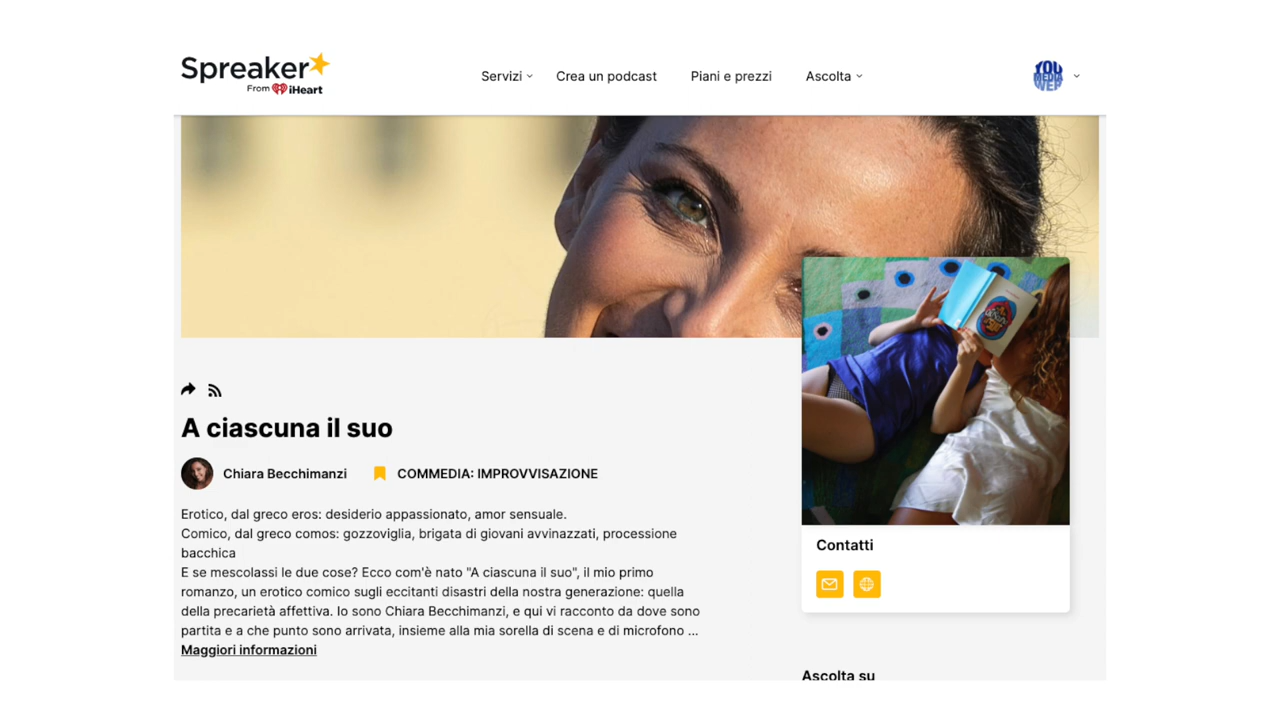 Spreaker
From iHeart
Servizi
Crea un podcast
Piani e prezzi
Ascolta
YOU
MEDIA
WEB
A ciascuna il suo
Chiara Becchimanzi
COMMEDIA: IMPROVVISAZIONE
Erotico, dal greco eros: desiderio appassionato, amor sensuale.
Comico, dal greco comos: gozzoviglia, brigata di giovani avvinazzati, processione
bacchica
E se mescolassi le due cose? Ecco com'è nato "A ciascuna il suo", il mio primo
romanzo, un erotico comico sugli eccitanti disastri della nostra generazione: quella
della precarietà affettiva. Io sono Chiara Becchimanzi, e qui vi racconto da dove sono
partita e a che punto sono arrivata, insieme alla mia sorella di scena e di microfono ...
Maggiori informazioni
Contatti
Ascolta su